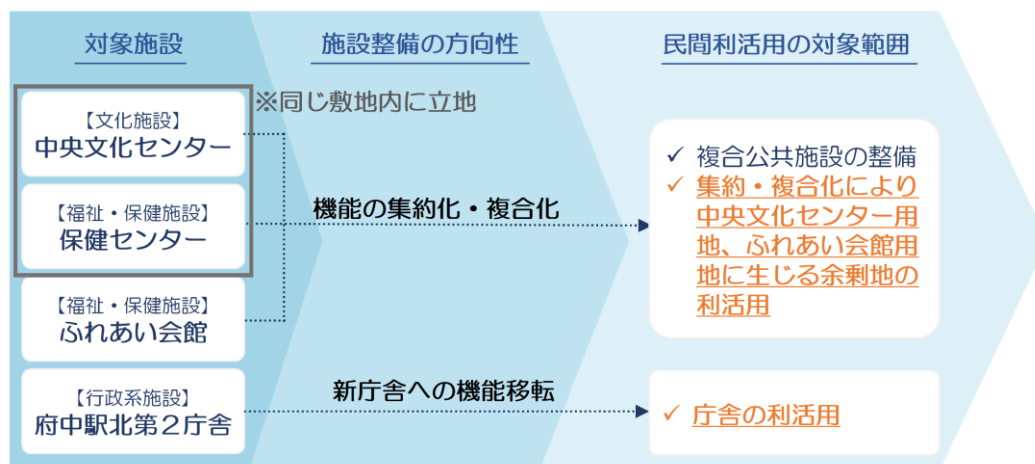 対象施設
施設整備の方向性
民間利活用の対象範囲
※同じ敷地内に立地
【文化施設】
中央文化センター
【福祉・保健施設】
保健センター
【福祉・保健施設】
ふれあい会館
【行政系施設】
府中駅北第2庁舎
機能の集約化・複合化
新庁舎への機能移転
✓ 複合公共施設の整備
✓ 集約・複合化により
中央文化センター用
地、ふれあい会館用
地に生じる余剰地の
利活用
✓ 庁舎の利活用